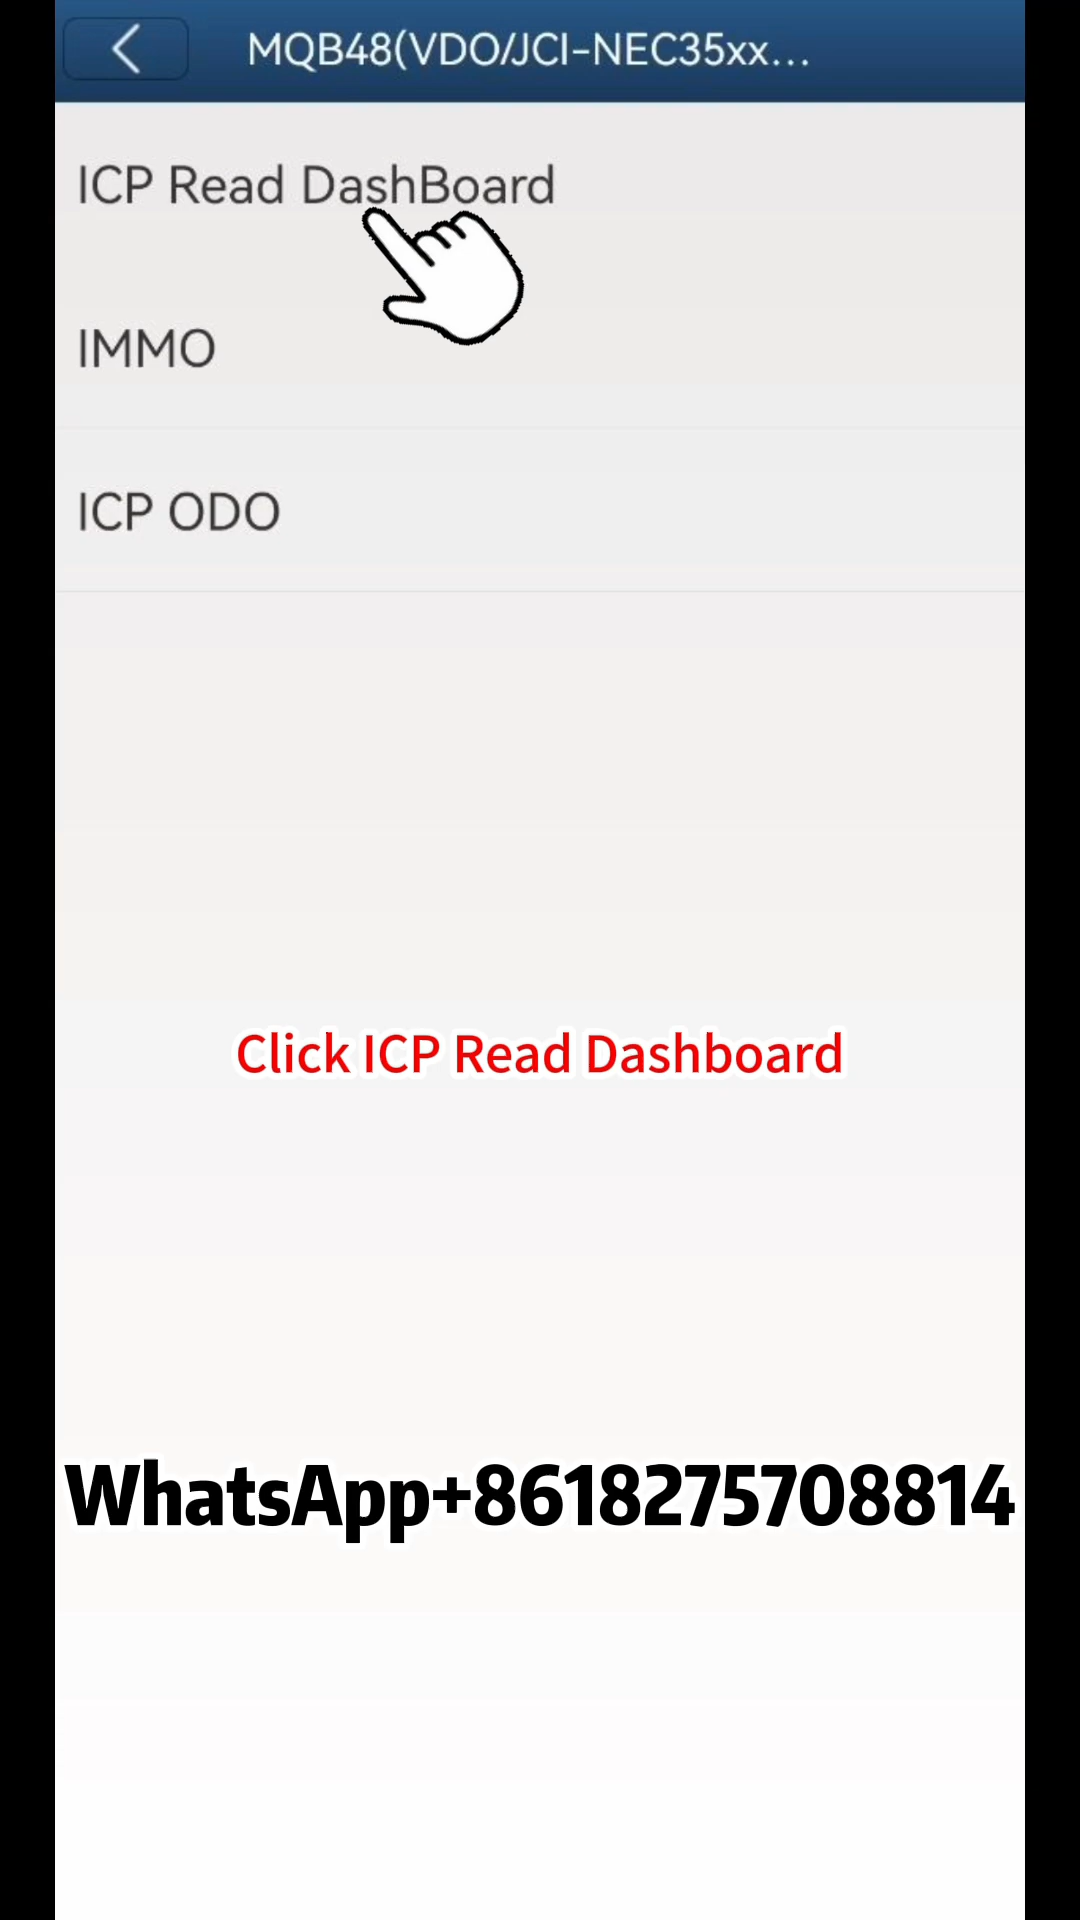 MQB48(VDO/JCI-NEC35xx...
ICP Read DashBoard
IMMO
ICP ODO
Click ICP Read Dashboard
WhatsApp+8618275708814